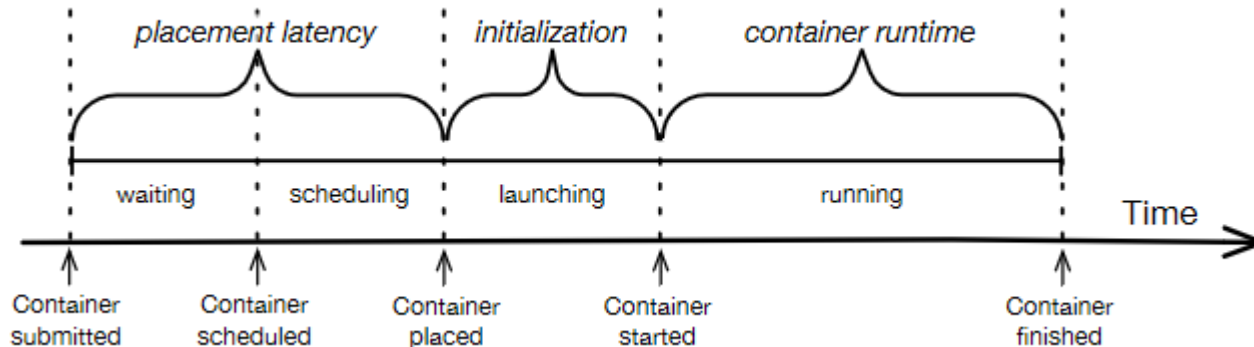 placement latency initialization container runtime
waiting scheduling launching running
Time
Container submitted
Container scheduled
Container placed
Container started
Container finished